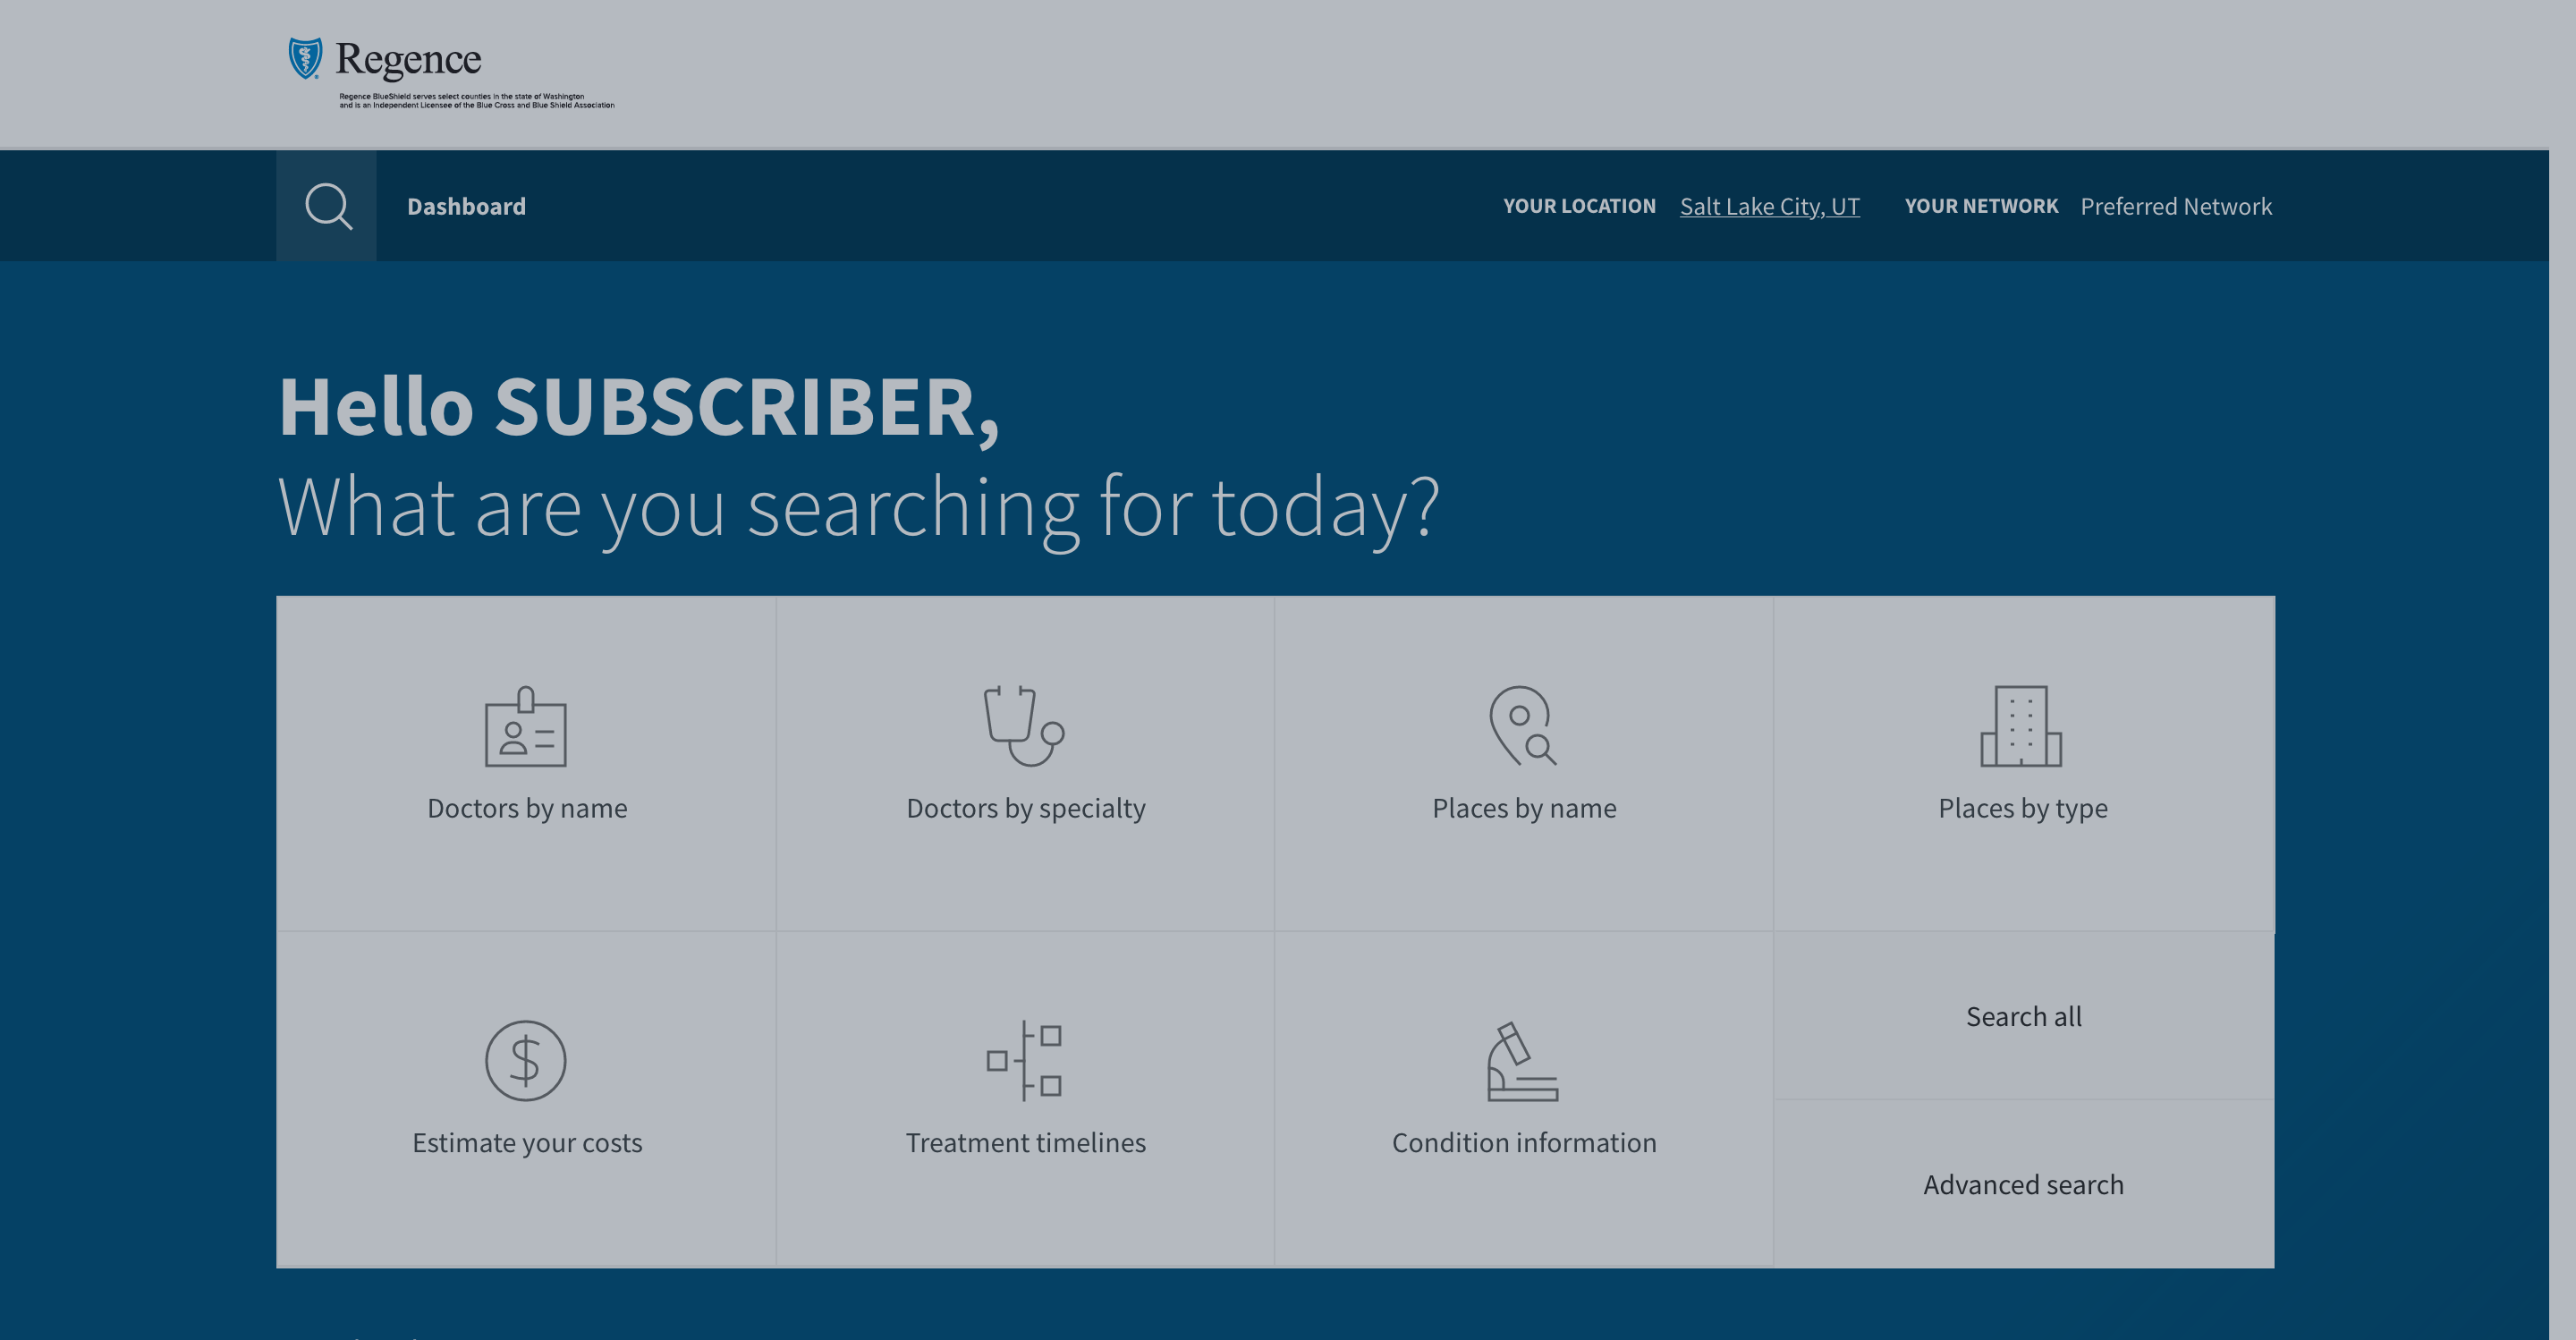 Regence
Regence BlueShield serves select counties in the state of Washington
and is an Independent Licensee of the Blue Cross and Blue Shield Association
Dashboard
YOUR LOCATION Salt Lake City, UT YOUR NETWORK Preferred Network
Hello SUBSCRIBER,
What are you searching for today?
Doctors by name
Doctors by specialty
Places by name
Places by type
Estimate your costs
Treatment timelines
Condition information
Search all
Advanced search